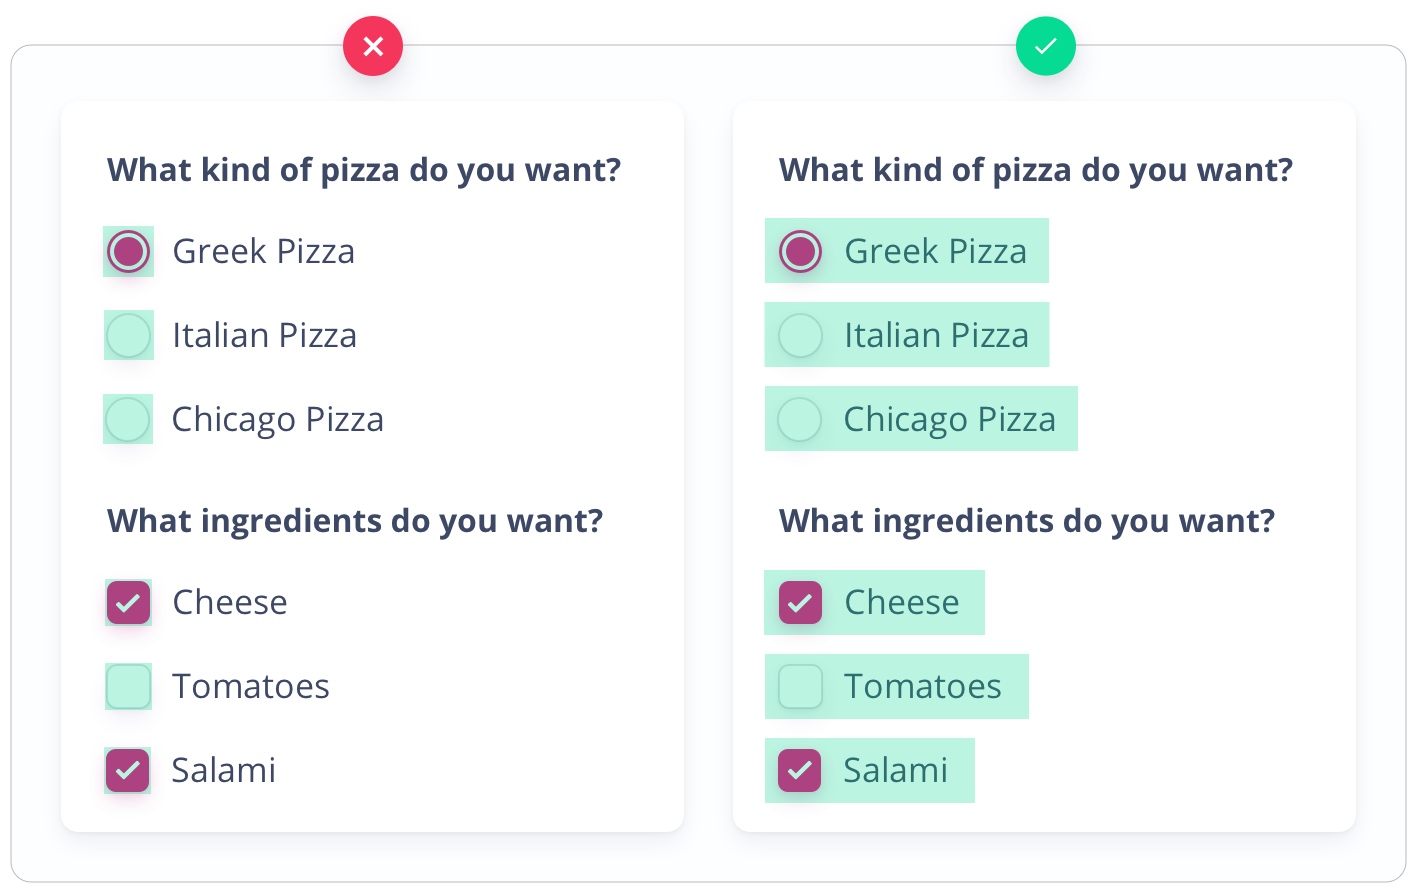 What kind of pizza do you want?
Greek Pizza
Italian Pizza
Chicago Pizza
What ingredients do you want?
Cheese
Tomatoes
Salami
What kind of pizza do you want?
Greek Pizza
Italian Pizza
Chicago Pizza
What ingredients do you want?
Cheese
Tomatoes
Salami